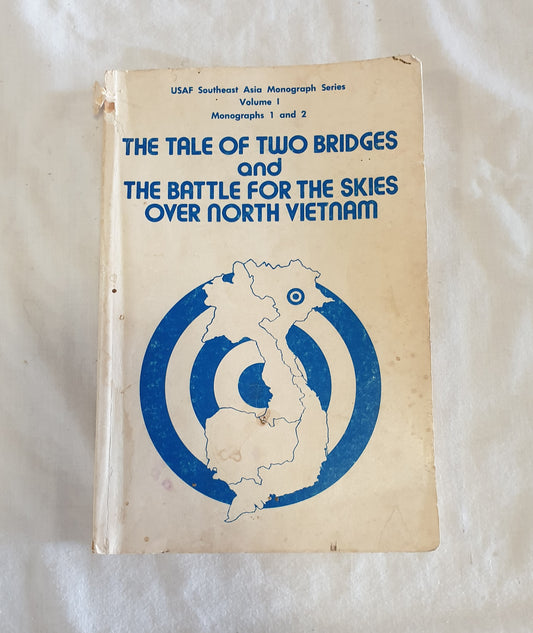 USAF Southeast Asia Monograph Series
Volume I
Monographs 1 and 2
THE TALE OF TWO BRIDGES
and
THE BATTLE FOR THE SKIES
OVER NORTH VIETNAM